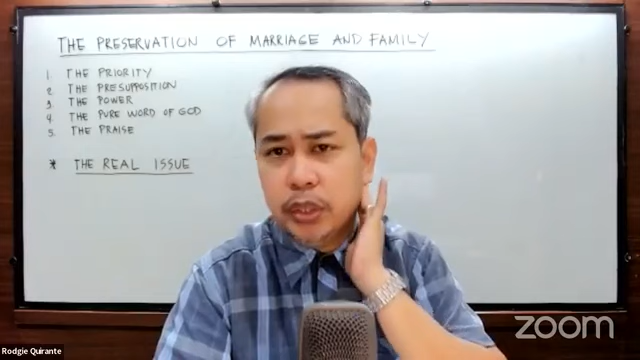 THE PRESERVATION OF MARRIAGE AND FAMILY
1. THE PRIORITY
2. THE PRESUPPOSITION
3. THE POWER
4. THE PURE WORD OF GOD
5. THE PRAISE
* THE REAL ISSUE
Rodgie Quirante
zoom